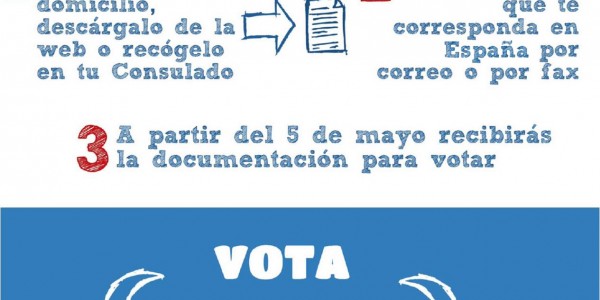 domicilio,
descárgalo de la
web o recógelo
en tu Consulado
que te
corresponda en
España por
correo o por fax
3 A partir del 5 de mayo recibirás
la documentación para votar
VOTA